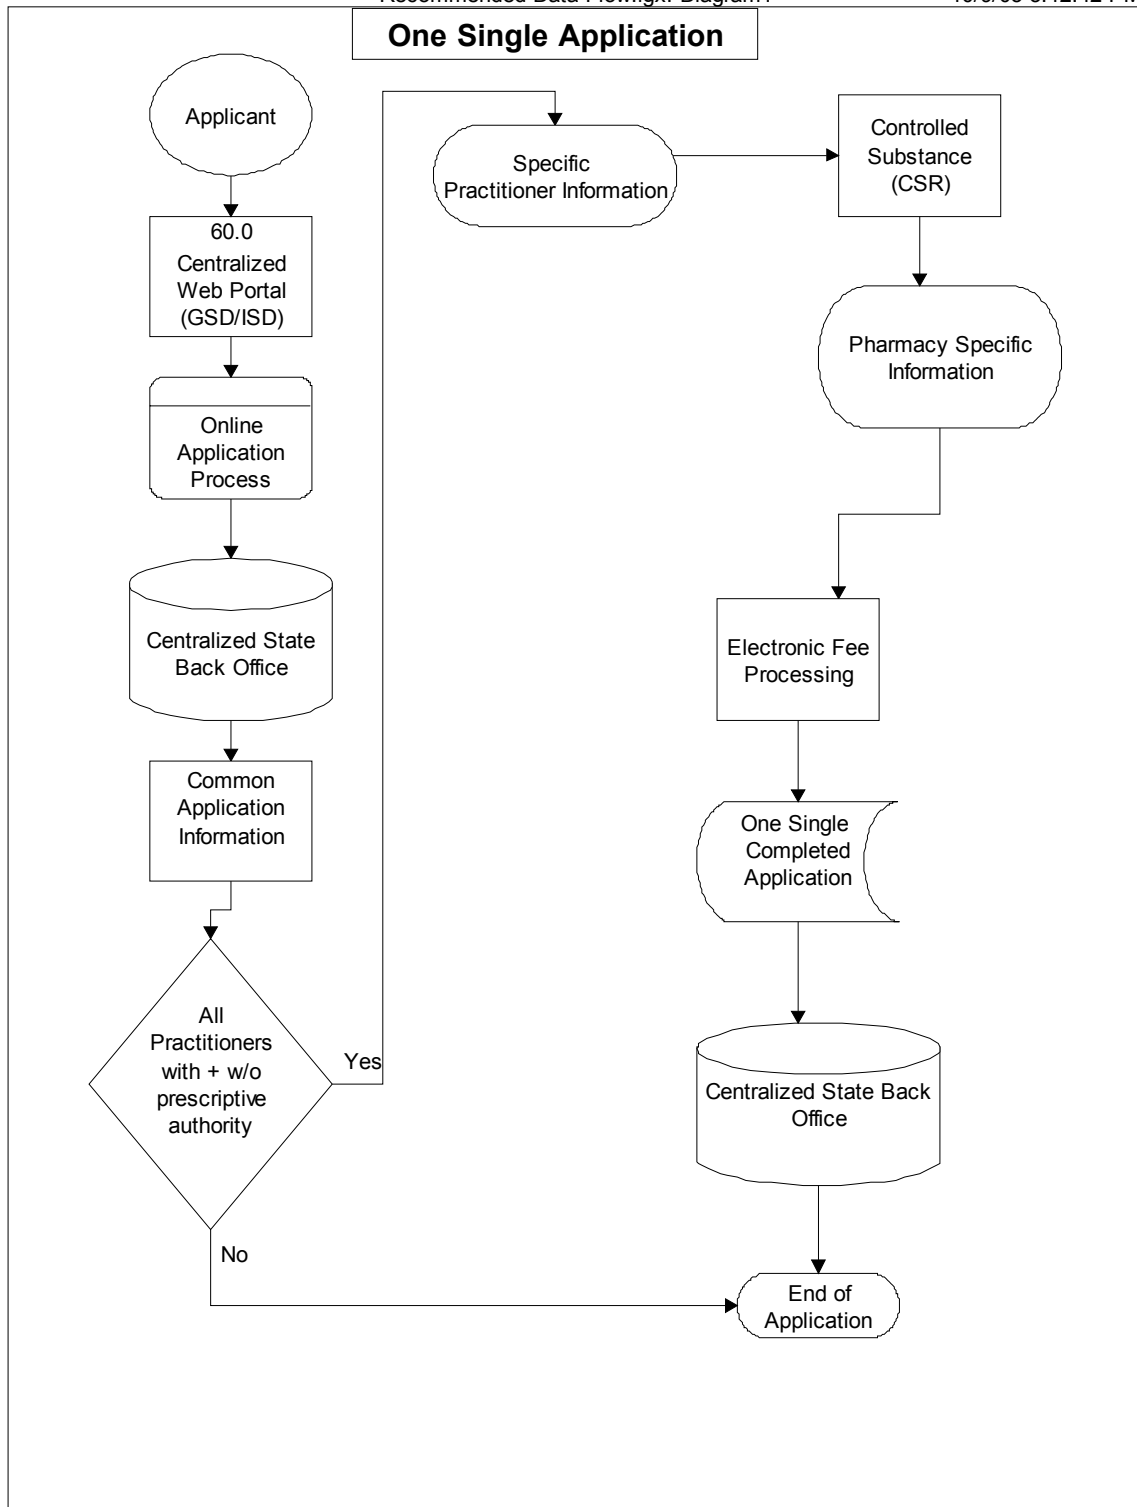 One Single Application
Applicant
60.0
Centralized
Web Portal
(GSD/ISD)
Online
Application
Process
Centralized State
Back Office
Common
Application
Information
All
Practitioners
with + w/o
prescriptive
authority
Yes
No
Specific
Practitioner Information
Controlled
Substance
(CSR)
Pharmacy Specific
Information
Electronic Fee
Processing
One Single
Completed
Application
Centralized State Back
Office
End of
Application